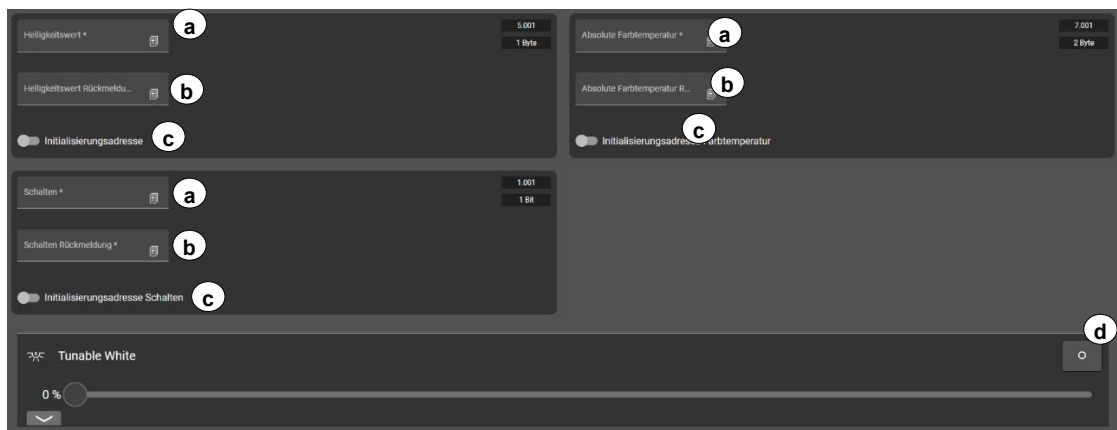 Helligkeitswert *
a
5.001
1 Byte
Helligkeitswert Rückmeldu...
b
Initialisierungsadresse
c
Absolute Farbtemperatur *
a
7.001
2 Byte
Absolute Farbtemperatur R...
b
c
Initialisierungsadresse Farbtemperatur
Schalten *
a
1.001
1 Bit
Schalten Rückmeldung *
b
Initialisierungsadresse Schalten
c
d
Tunable White
0 %